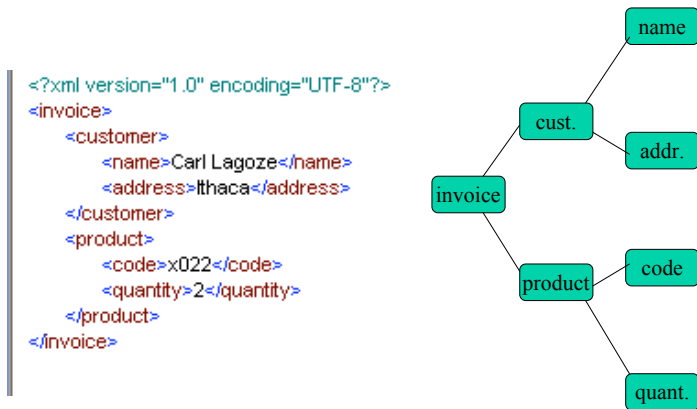 <?xml version="1.0" encoding="UTF-8"?>
<invoice>
<customer>
<name>Carl Lagoze</name>
<address>Ithaca</address>
</customer>
<product>
<code>x022</code>
<quantity>2</quantity>
</product>
</invoice>
name
cust.
addr.
invoice
code
product
quant.